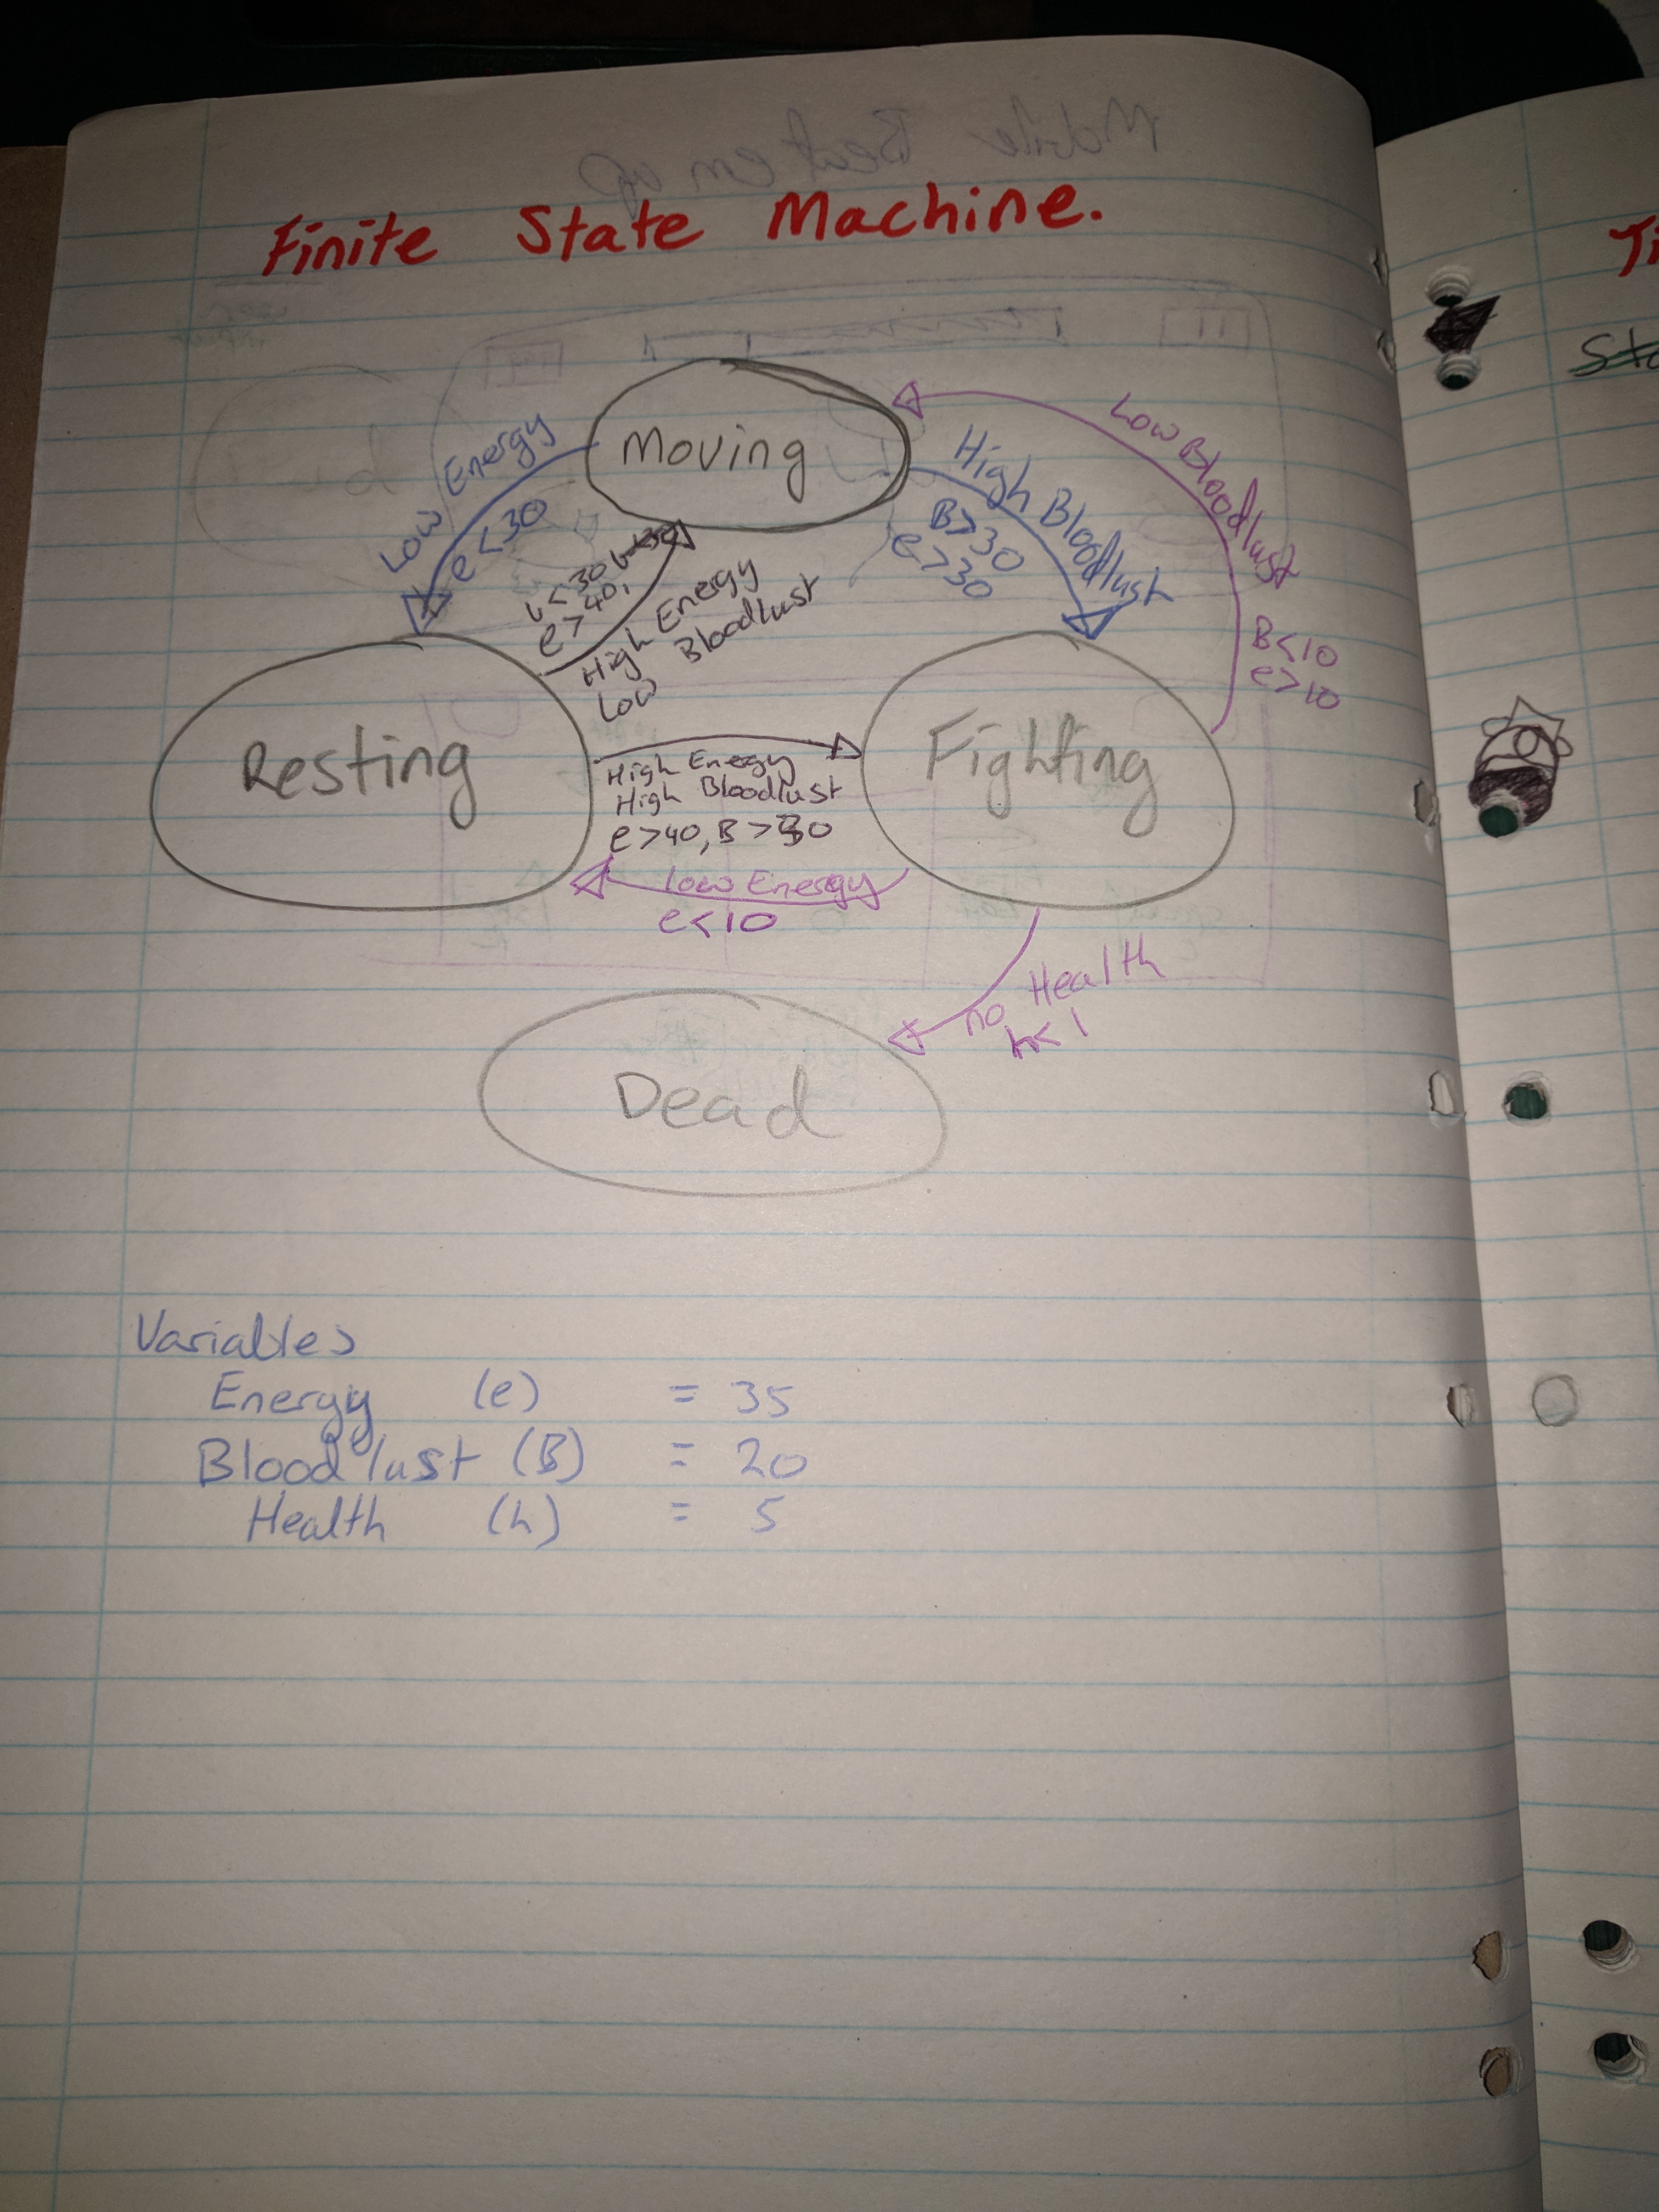 Finite State Machine.
Moving
Low Energy
e < 30
b < 30
e > 40,
High Energy
Low Bloodlust
High Bloodlust
B > 30
e > 30
Low Bloodlust
B < 10
e > 10
Resting
Fighting
High Energy
High Bloodlust
e > 40, B > 30
low Energy
e < 10
no Health
h < 1
Dead
Variables
Energy (e) = 35
Bloodlust (B) = 20
Health (h) = 5